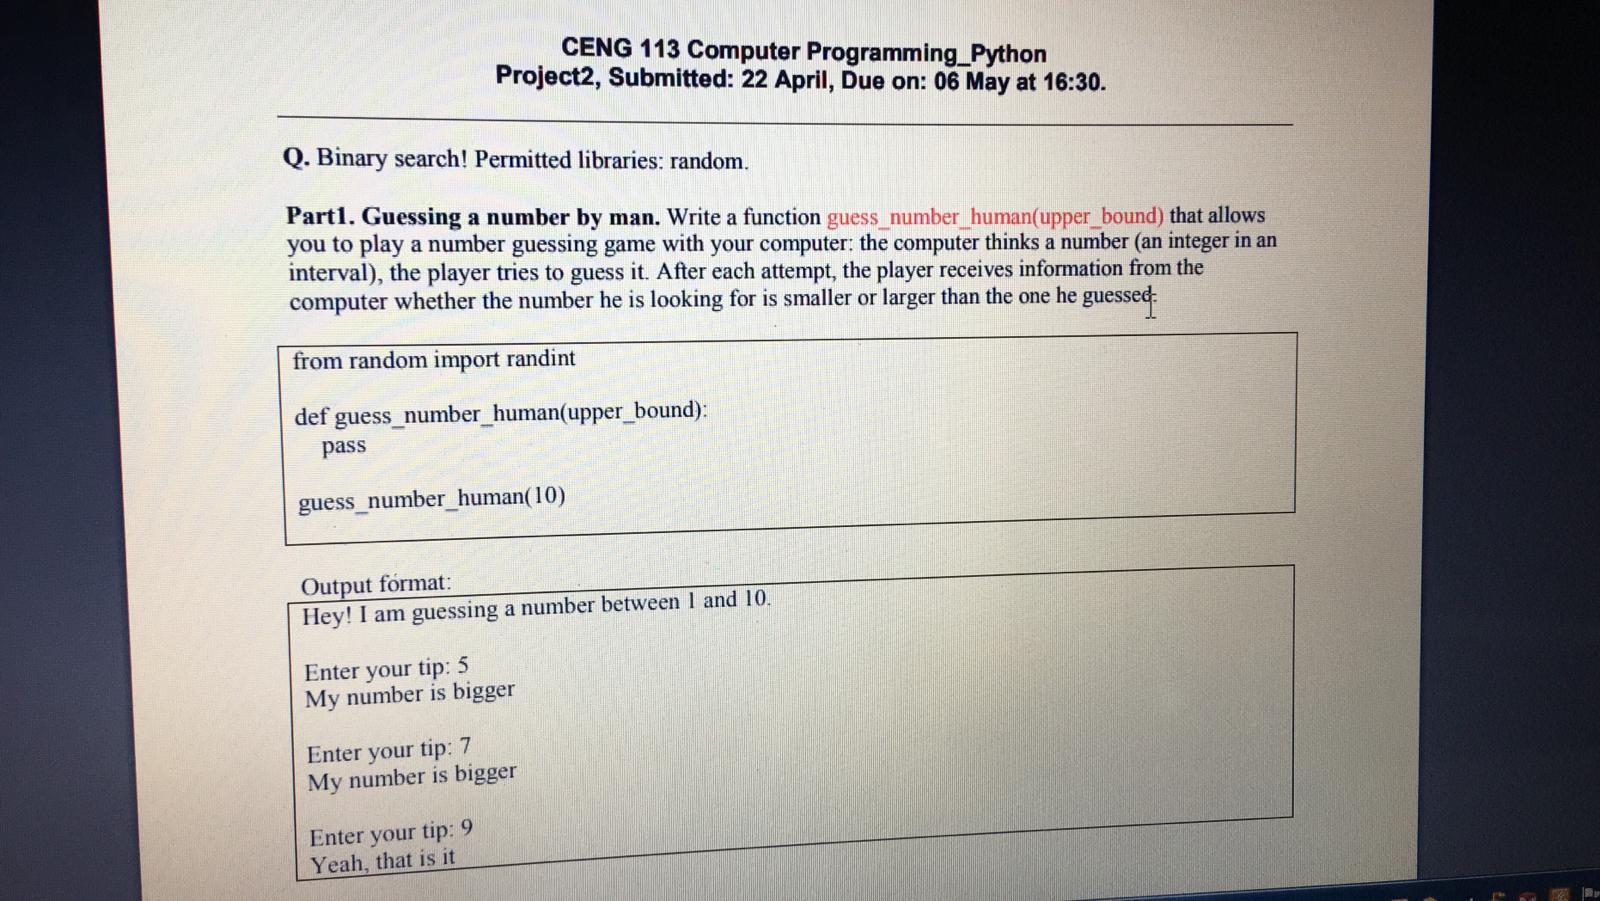 CENG 113 Computer Programming_Python
Project2, Submitted: 22 April, Due on: 06 May at 16:30.
Q. Binary search! Permitted libraries: random.
Part1. Guessing a number by man. Write a function guess_number_human(upper_bound) that allows
you to play a number guessing game with your computer: the computer thinks a number (an integer in an
interval), the player tries to guess it. After each attempt, the player receives information from the
computer whether the number he is looking for is smaller or larger than the one he guessed.
from random import randint
def guess_number_human(upper_bound):
pass
guess_number_human(10)
Output format:
Hey! I am guessing a number between 1 and 10.
Enter your tip: 5
My number is bigger
Enter your tip: 7
My number is bigger
Enter your tip: 9
Yeah, that is it